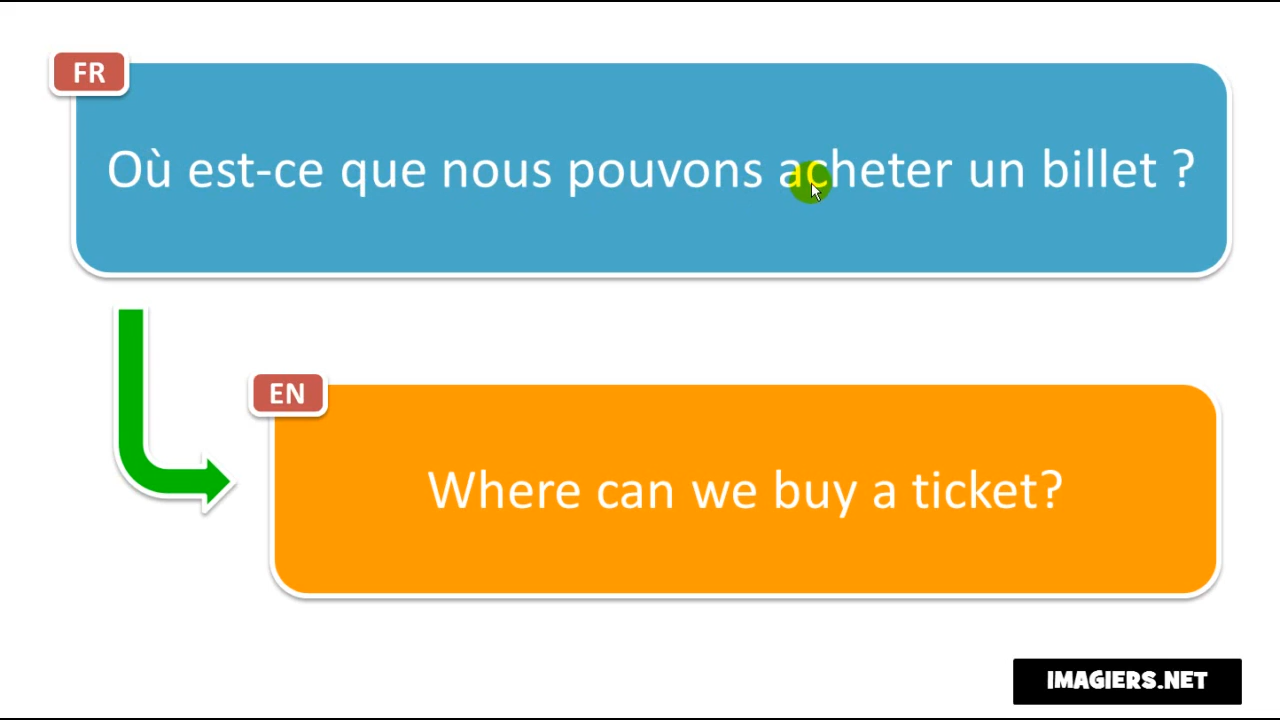 FR
Où est-ce que nous pouvons acheter un billet ?
EN
Where can we buy a ticket?
IMAGIERS.NET